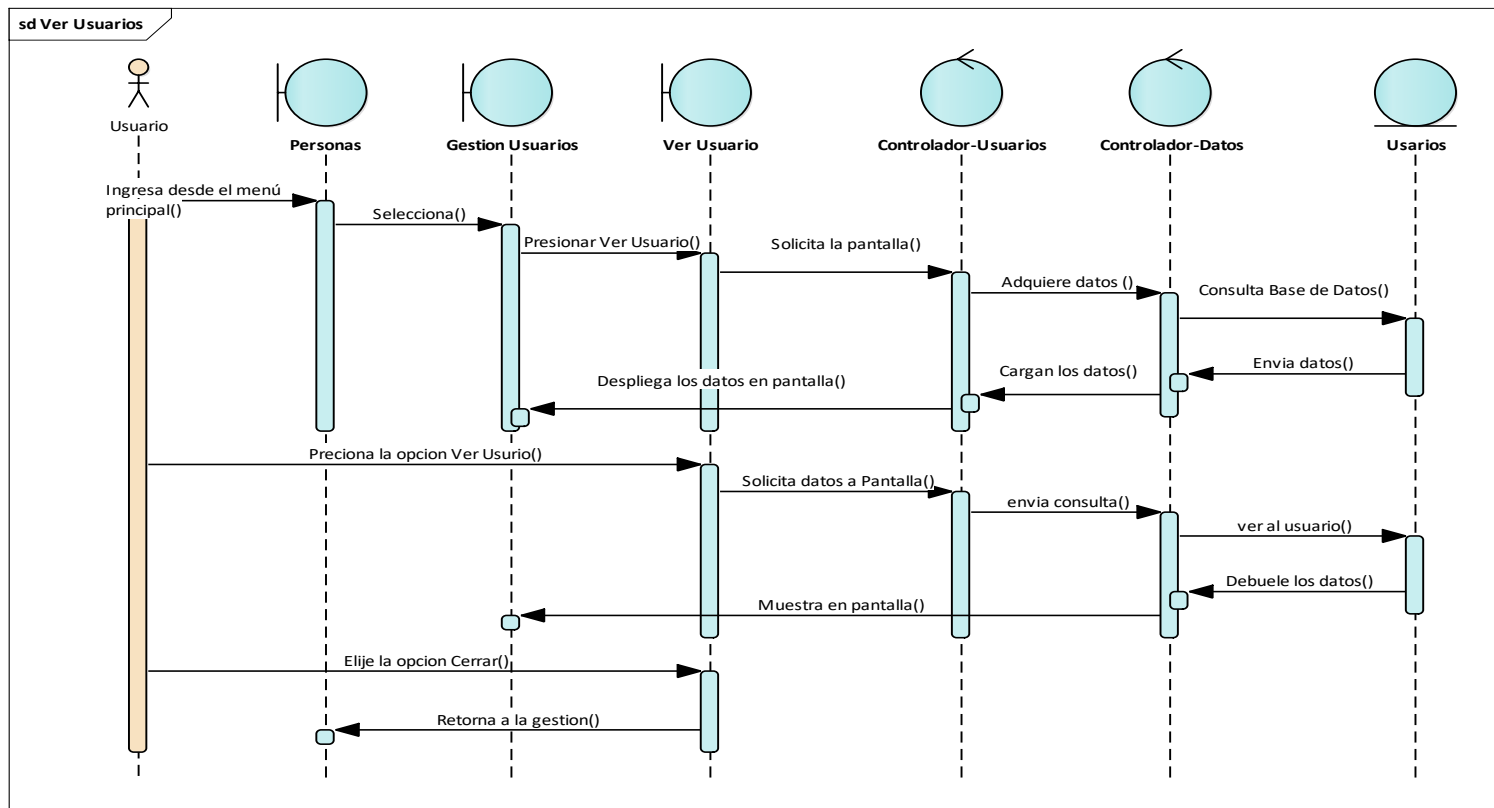 sd Ver Usuarios
Usuario
Personas
Gestion Usuarios
Ver Usuario
Controlador-Usuarios
Controlador-Datos
Usarios
Ingresa desde el menú
principal()
Selecciona()
Presionar Ver Usuario()
Solicita la pantalla()
Adquiere datos ()
Consulta Base de Datos()
Envia datos()
Cargan los datos()
Despliega los datos en pantalla()
Preciona la opcion Ver Usurio()
Solicita datos a Pantalla()
envia consulta()
ver al usuario()
Debuele los datos()
Muestra en pantalla()
Elije la opcion Cerrar()
Retorna a la gestion()